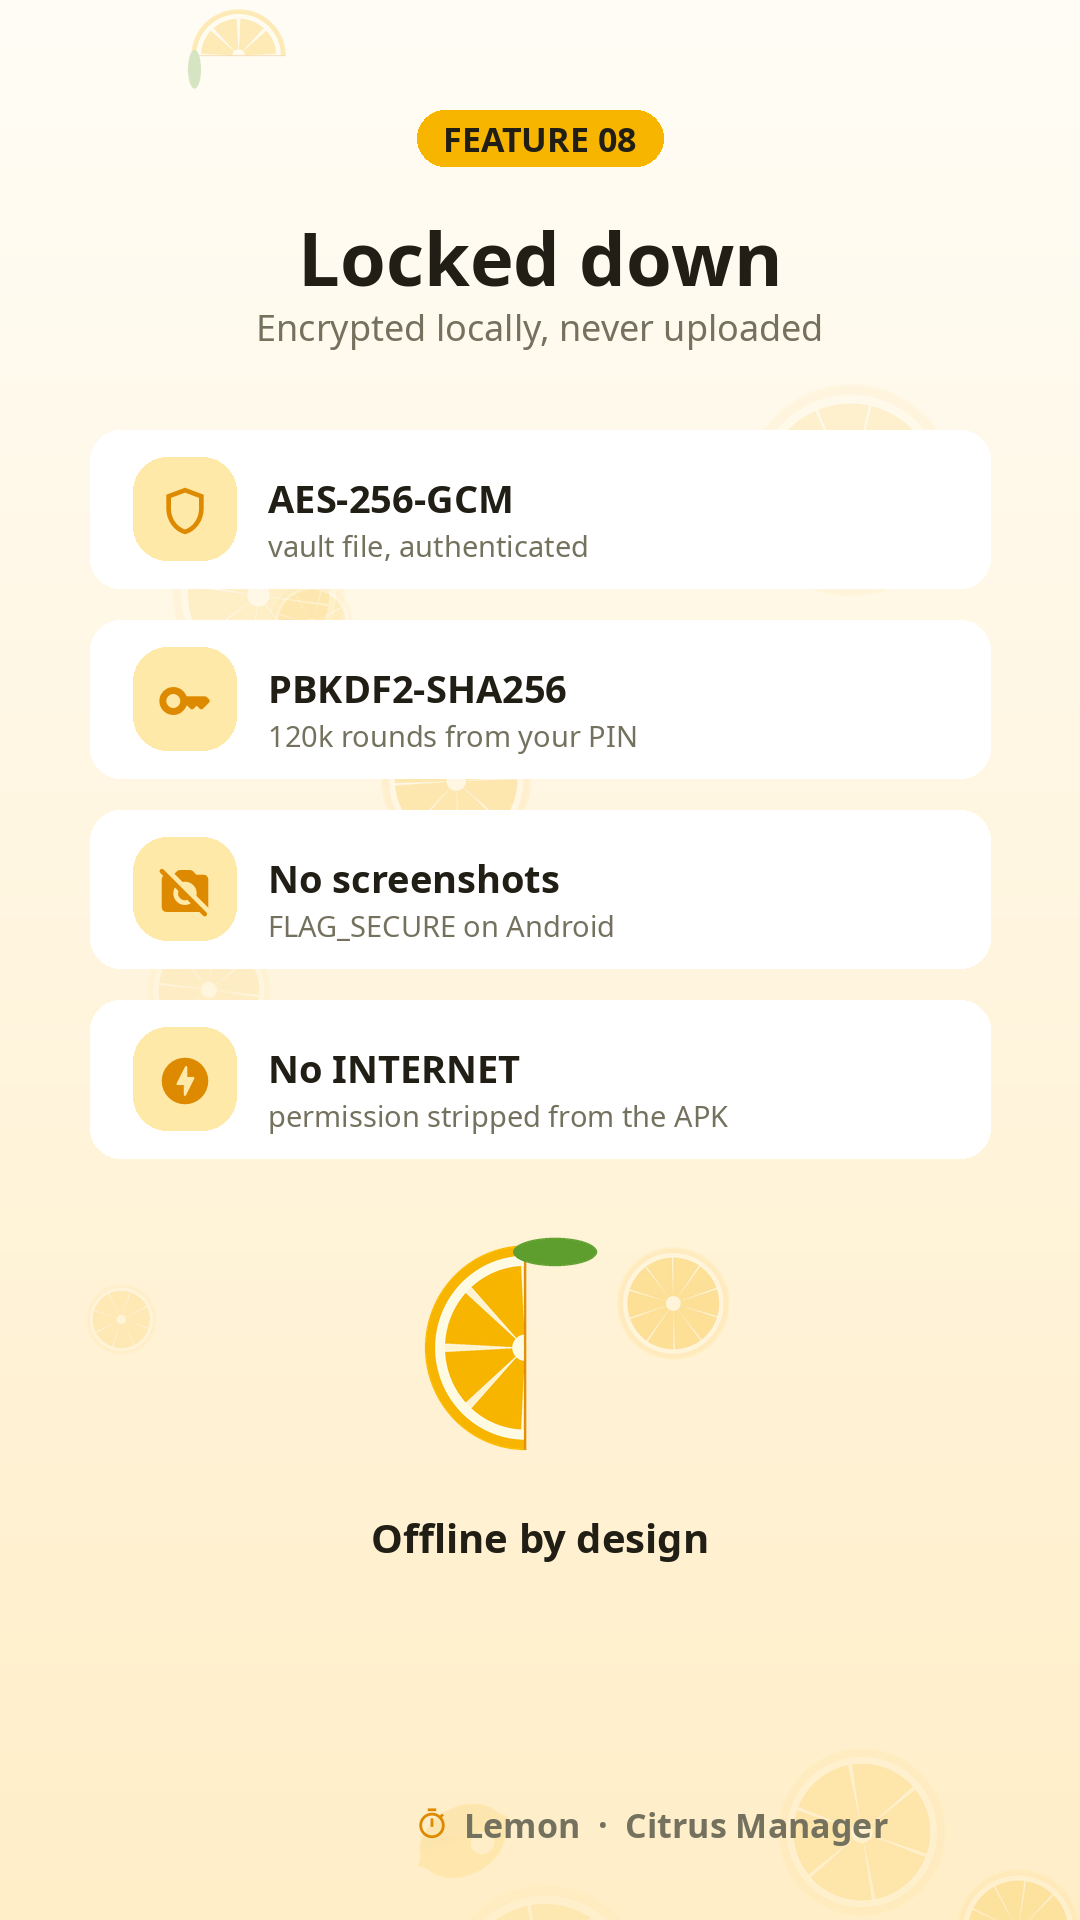 FEATURE 08
Locked down
Encrypted locally, never uploaded
AES-256-GCM
vault file, authenticated
PBKDF2-SHA256
120k rounds from your PIN
No screenshots
FLAG_SECURE on Android
No INTERNET
permission stripped from the APK
Offline by design
Lemon · Citrus Manager